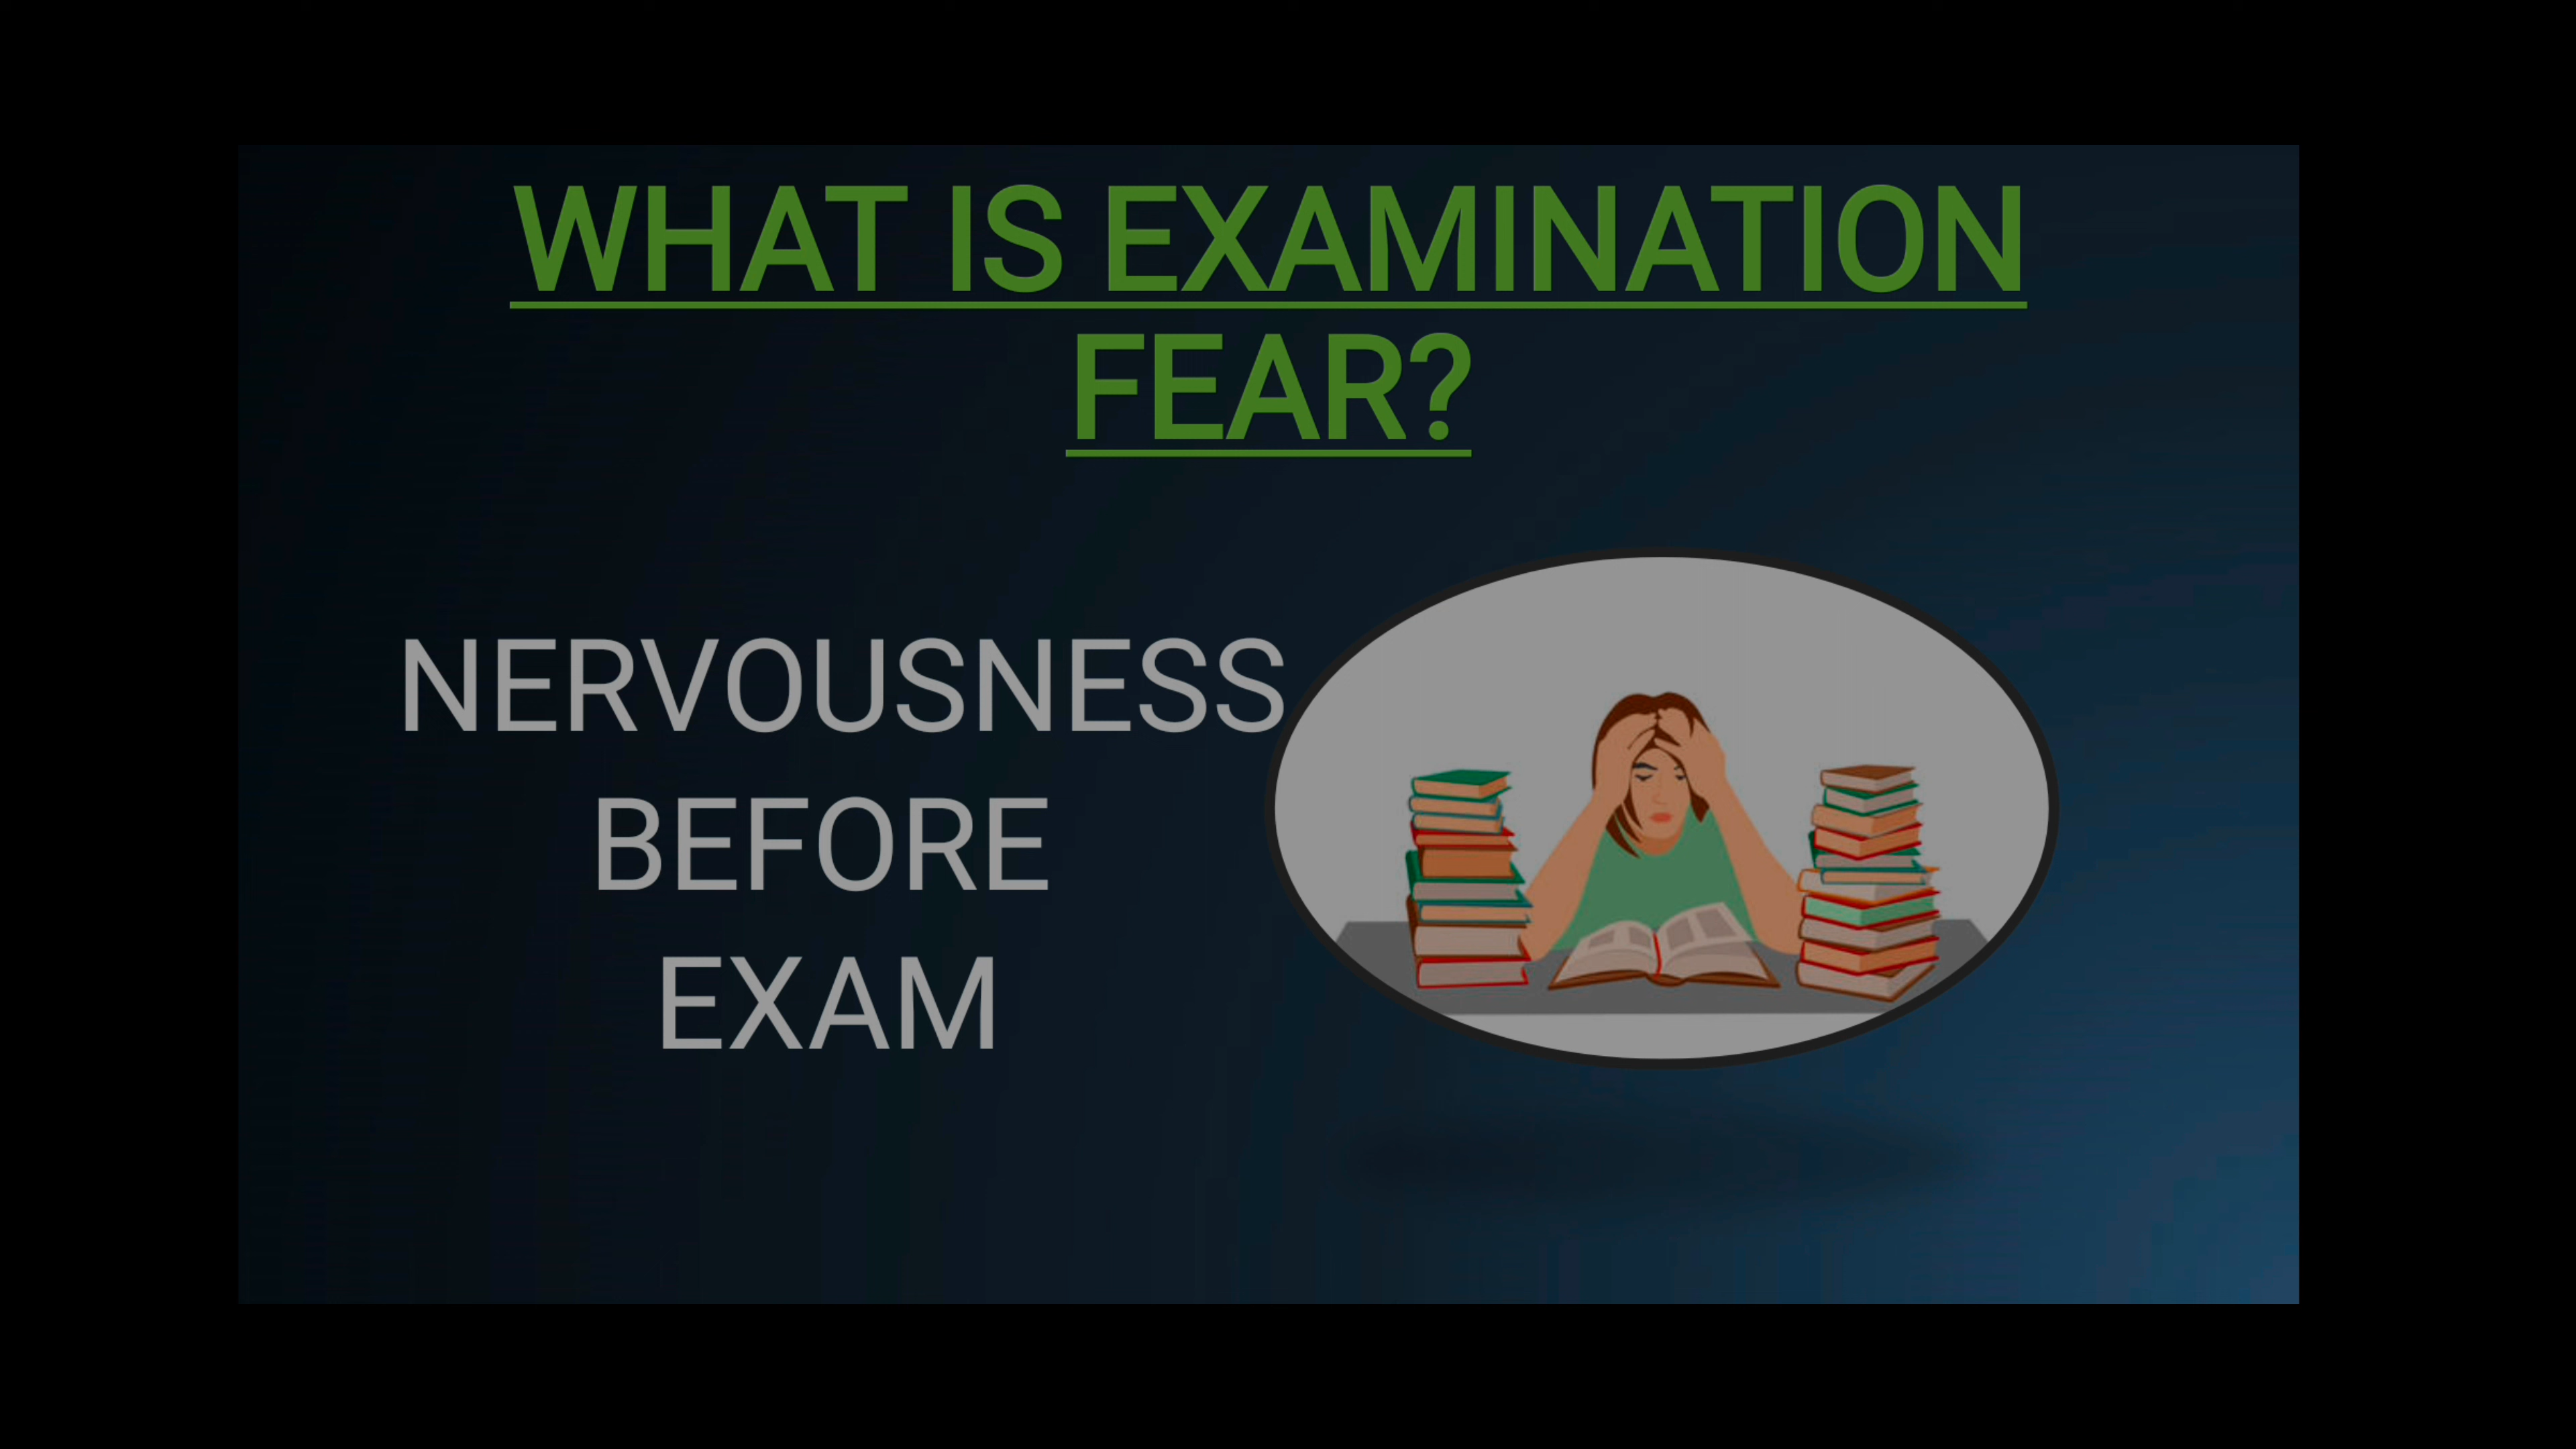 WHAT IS EXAMINATION
FEAR?
NERVOUSNESS
BEFORE
EXAM